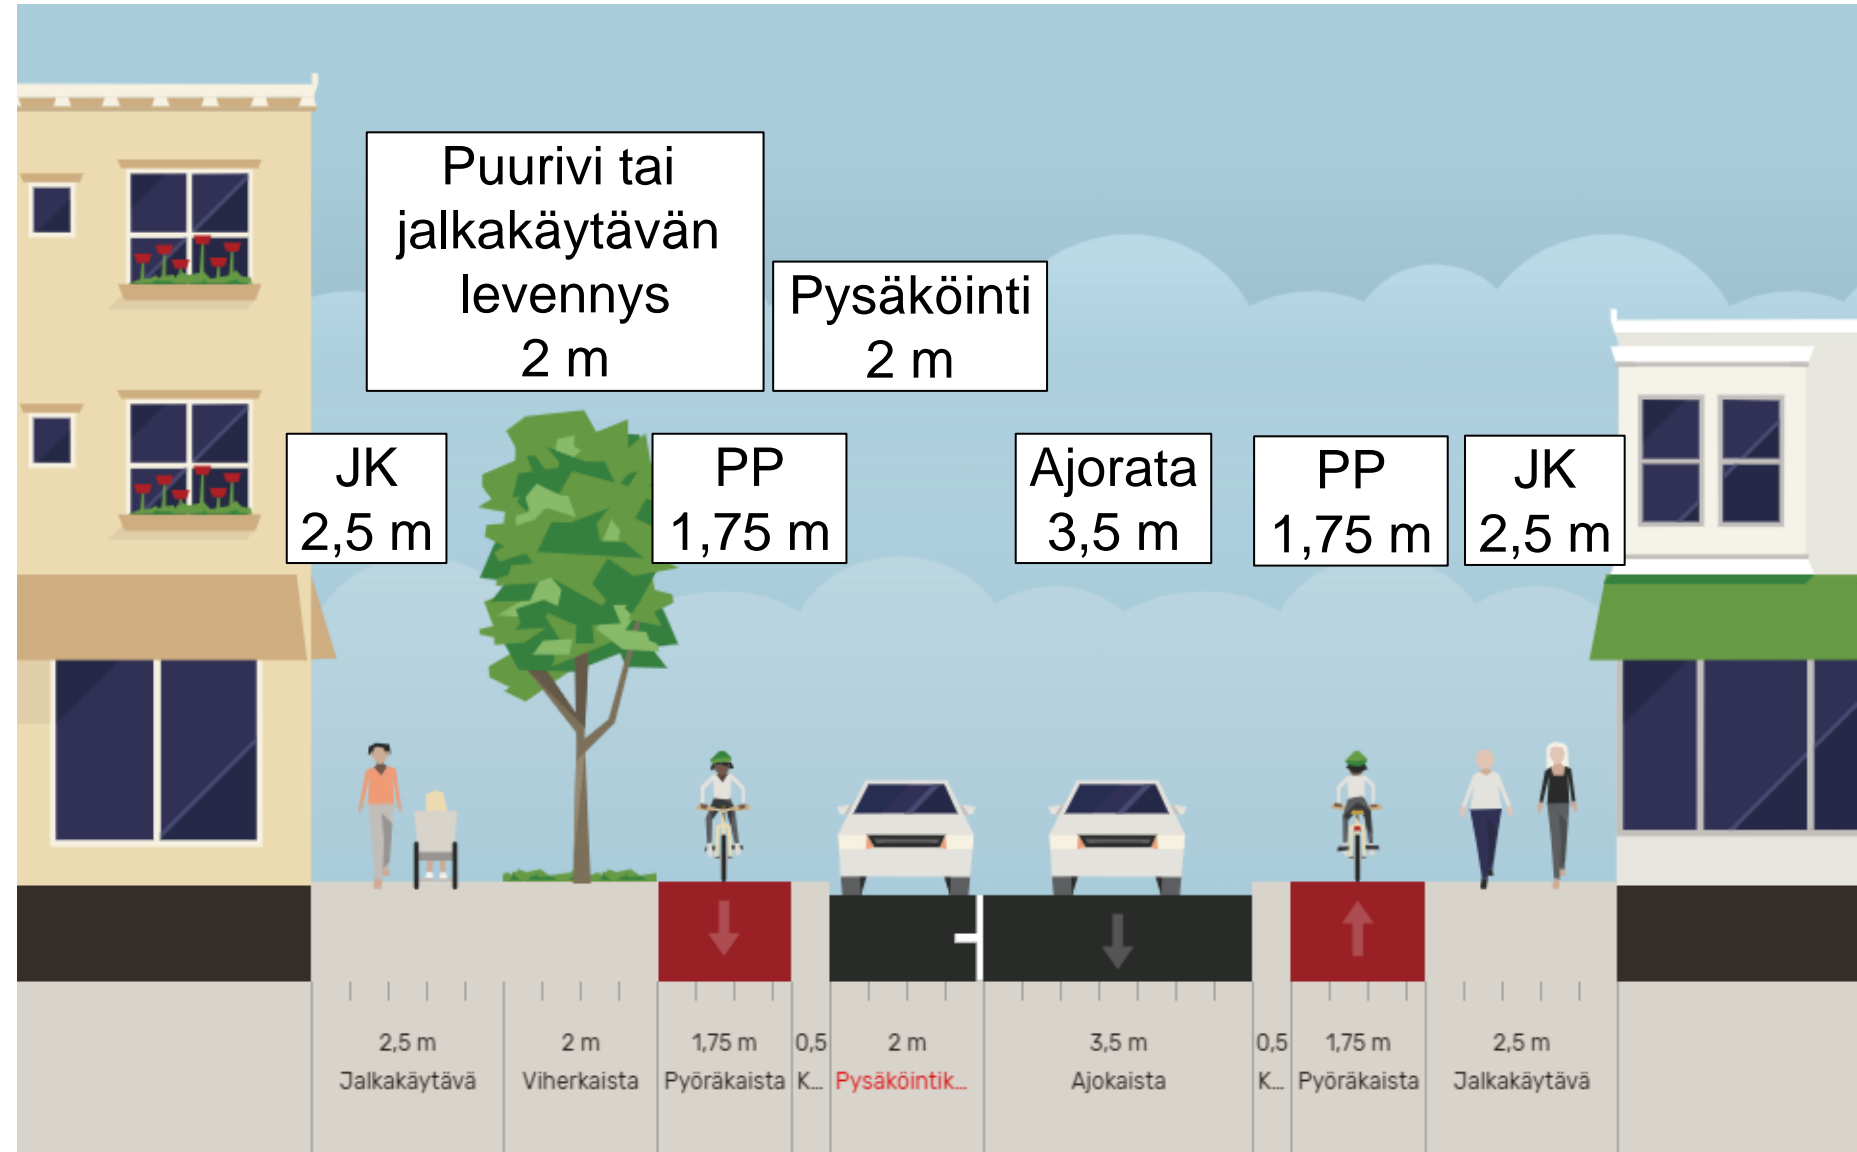 Puurivi tai
jalkakäytävän
levennys
2 m
Pysäköinti
2 m
JK
2,5 m
PP
1,75 m
Ajorata
3,5 m
PP
1,75 m
JK
2,5 m
2,5 m
Jalkakäytävä
2 m
Viherkaista
1,75 m
Pyöräkaista
0,5
K...
2 m
Pysäköintik...
3,5 m
Ajokaista
0,5
K...
1,75 m
Pyöräkaista
2,5 m
Jalkakäytävä